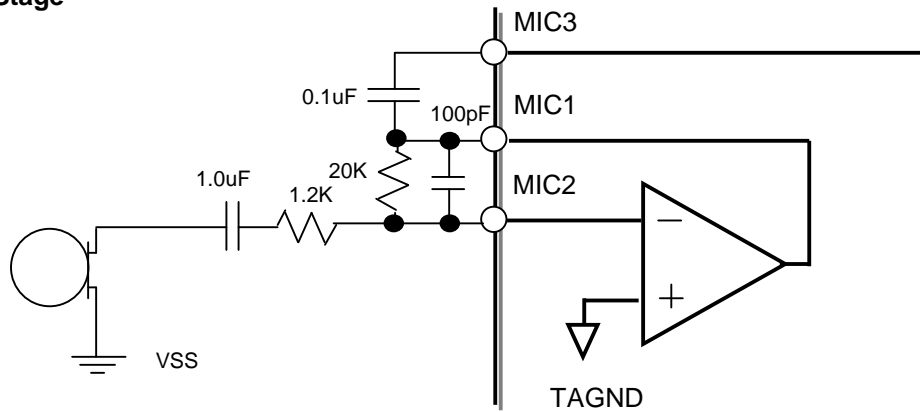 Stage
MIC3
0.1uF
100pF
MIC1
20K
1.0uF
1.2K
MIC2
−
+
VSS
TAGND